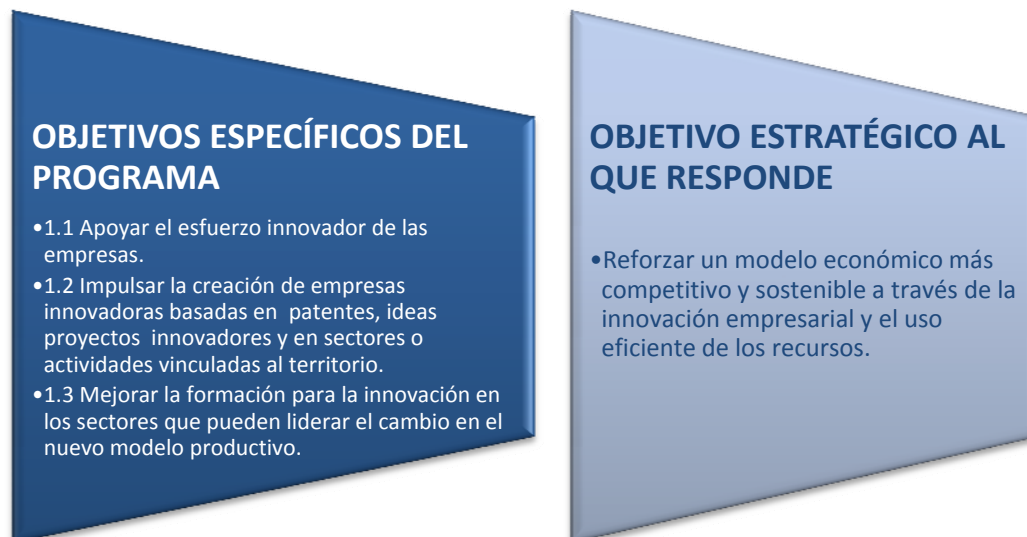 OBJETIVOS ESPECÍFICOS DEL
PROGRAMA
•1.1 Apoyar el esfuerzo innovador de las
empresas.
•1.2 Impulsar la creación de empresas
innovadoras basadas en patentes, ideas
proyectos innovadores y en sectores o
actividades vinculadas al territorio.
•1.3 Mejorar la formación para la innovación en
los sectores que pueden liderar el cambio en el
nuevo modelo productivo.
OBJETIVO ESTRATÉGICO AL
QUE RESPONDE
•Reforzar un modelo económico más
competitivo y sostenible a través de la
innovación empresarial y el uso
eficiente de los recursos.